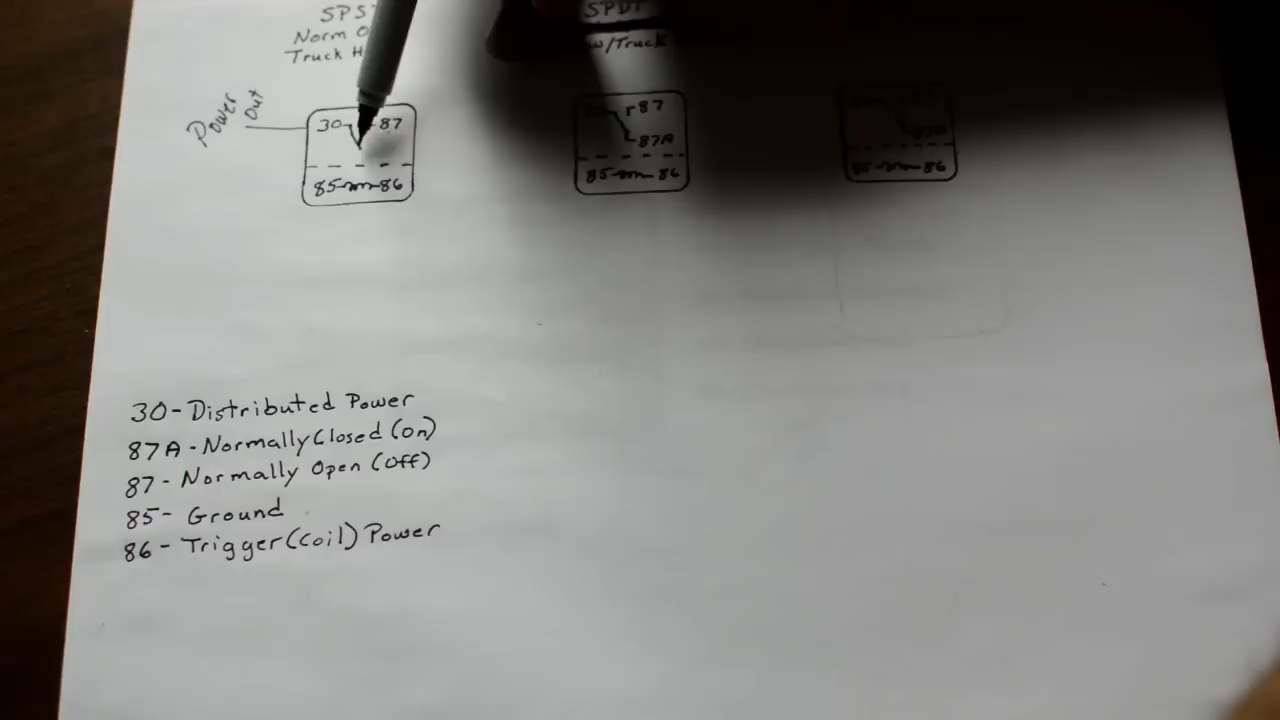 SPS
Norm O
Truck H
SPDT
w/Truck
Power
Out
30 87
85 86
87
87A
85 86
87A
85 86
30-Distributed Power
87A-Normally Closed (on)
87-Normally Open (off)
85- Ground
86-Trigger(coil) Power